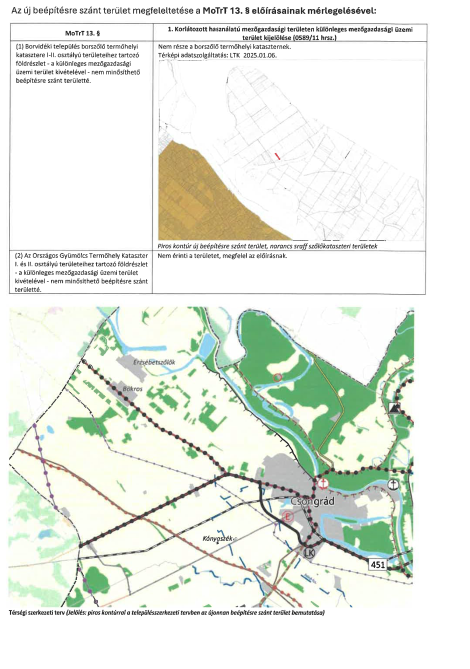 Az új beépítésre szánt terület megfeleltetése a MoTrT 13. § előírásainak mérlegelésével:
MoTrT 13. §
1. Korlátozott használatú mezőgazdasági területen különleges mezőgazdasági üzemi
terület kijelölése (0589/11 hrsz.)
(1) Borvidéki település borszőlő termőhelyi
katasztere I-II. osztályú területeihez tartozó
földrészlet - a különleges mezőgazdasági
üzemi terület kivételével - nem minősíthető
beépítésre szánt területté.
Nem része a borszőlő termőhelyi kataszternek.
Térképi adatszolgáltatás: LTK 2025.01.06.
Piros kontúr új beépítésre szánt terület, narancs sraff szőlőkataszteri területek
(2) Az Országos Gyümölcs Termőhely Kataszter
I. és II. osztályú területeihez tartozó földrészlet
- a különleges mezőgazdasági üzemi terület
kivételével - nem minősíthető beépítésre szánt
területté.
Nem érinti a területet, megfelel az előírásnak.
Erzsébetszőlők
Bokros
Csongrád
Könyöszék
LK
451
Térségi szerkezeti terv (Jelölés: piros kontúrral a településszerkezeti tervben az újonnan beépítésre szánt terület bemutatása)